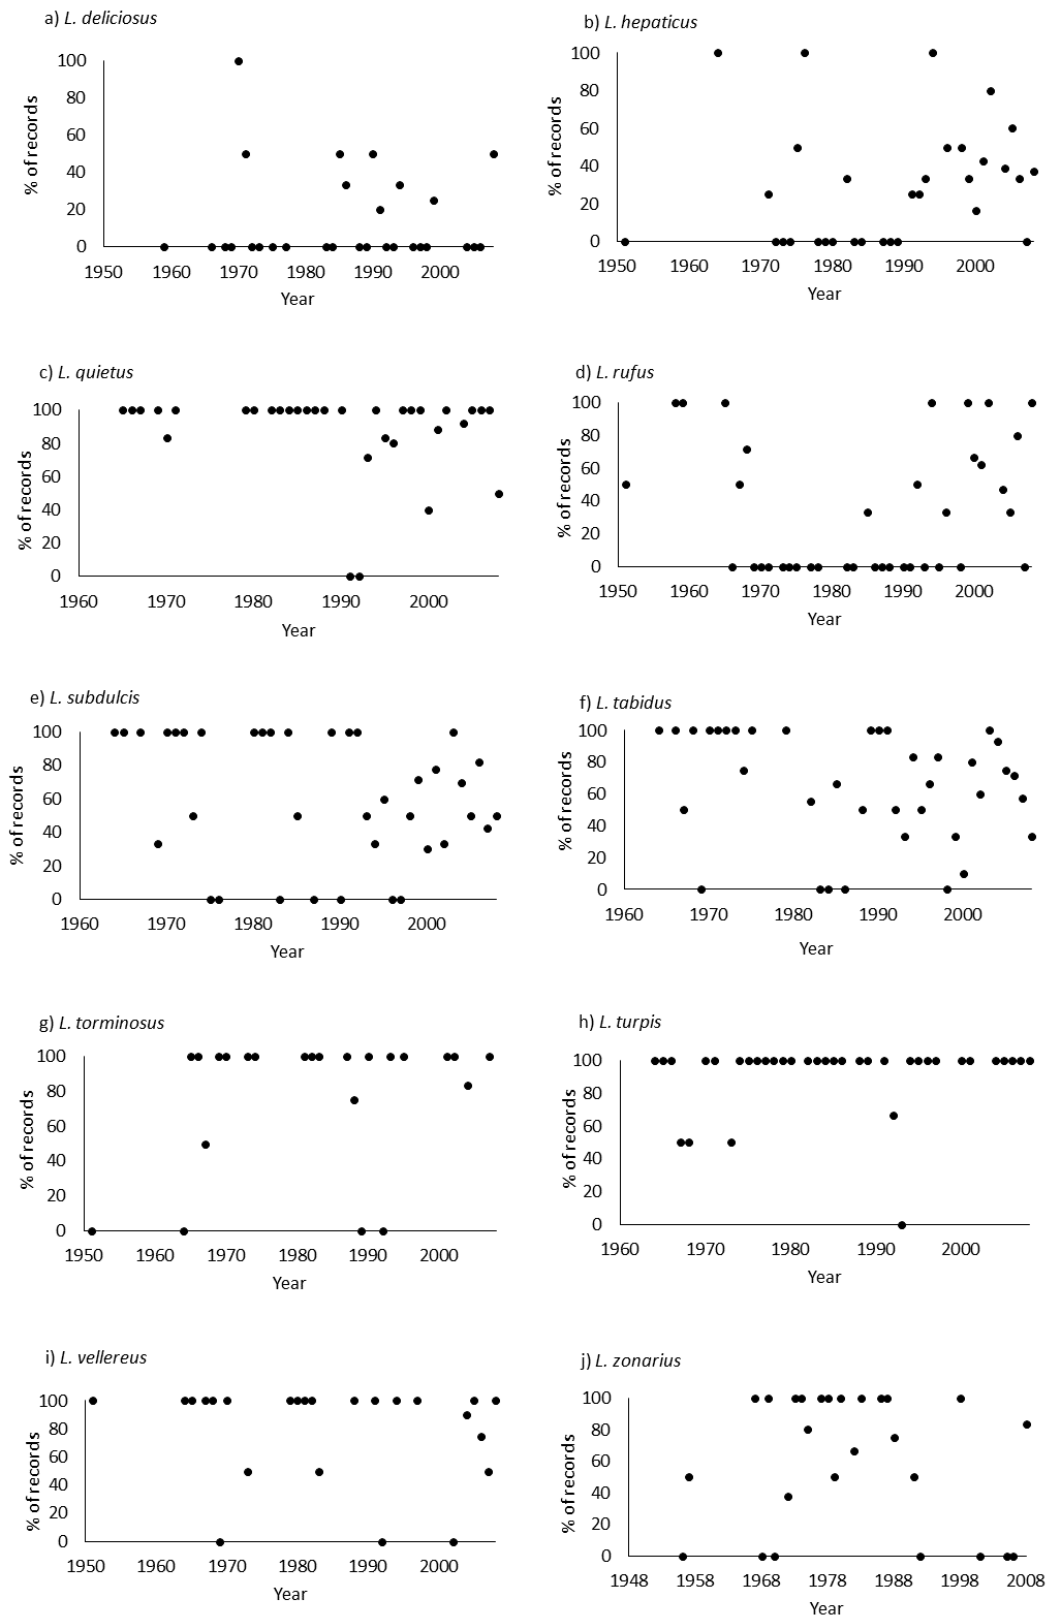 a) L. deliciosus
100
80
60
40
20
0
% of records
1950 1960 1970 1980 1990 2000
Year
b) L. hepaticus
100
80
60
40
20
0
% of records
1950 1960 1970 1980 1990 2000
Year
c) L. quietus
100
80
60
40
20
0
% of records
1960 1970 1980 1990 2000
Year
d) L. rufus
100
80
60
40
20
0
% of records
1950 1960 1970 1980 1990 2000
Year
e) L. subdulcis
100
80
60
40
20
0
% of records
1960 1970 1980 1990 2000
Year
f) L. tabidus
100
80
60
40
20
0
% of records
1960 1970 1980 1990 2000
Year
g) L. torminosus
100
80
60
40
20
0
% of records
1950 1960 1970 1980 1990 2000
Year
h) L. turpis
100
80
60
40
20
0
% of records
1960 1970 1980 1990 2000
Year
i) L. vellereus
100
80
60
40
20
0
% of records
1950 1960 1970 1980 1990 2000
Year
j) L. zonarius
100
80
60
40
20
0
% of records
1948 1958 1968 1978 1988 1998 2008
Year